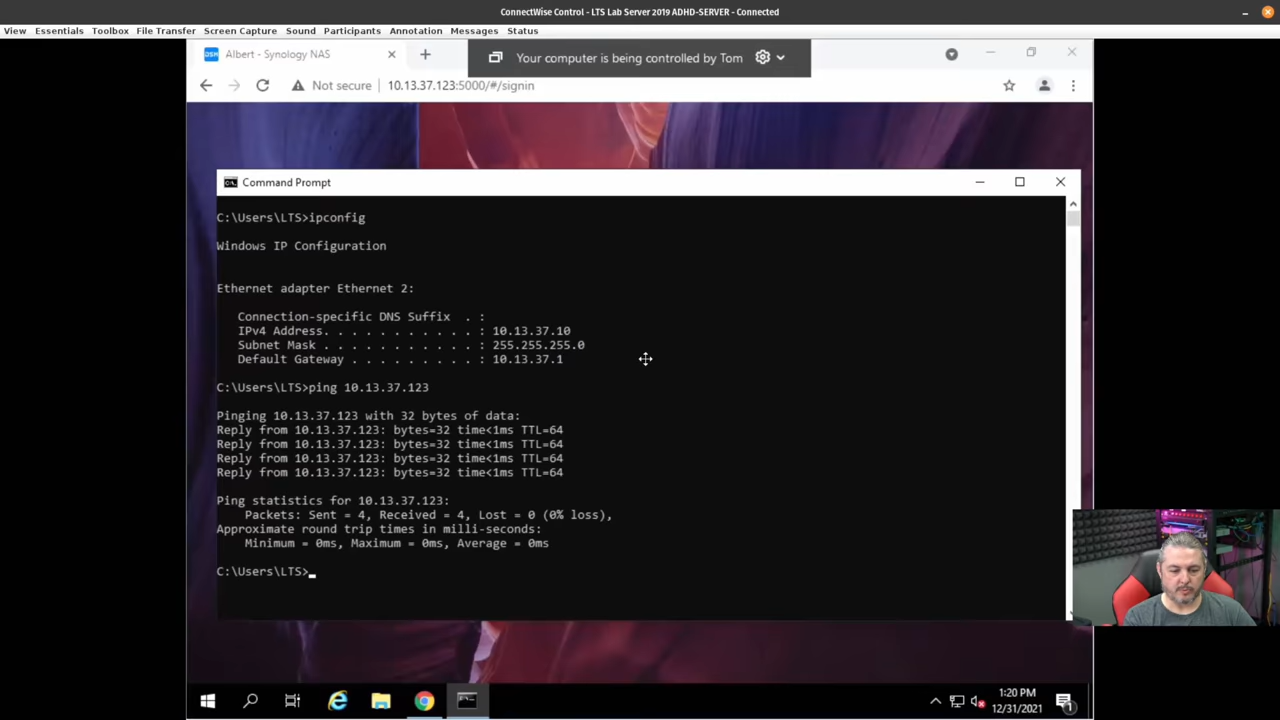 ConnectWise Control - LTS Lab Server 2019 ADHD-SERVER - Connected
View Essentials Toolbox File Transfer Screen Capture Sound Participants Annotation Messages Status
DSM Albert - Synology NAS
Your computer is being controlled by Tom
Not secure 10.13.37.123:5000/#/signin
Command Prompt
C:\Users\LTS>ipconfig
Windows IP Configuration
Ethernet adapter Ethernet 2:
Connection-specific DNS Suffix . :
IPv4 Address. . . . . . . . . . . : 10.13.37.10
Subnet Mask . . . . . . . . . . . : 255.255.255.0
Default Gateway . . . . . . . . . : 10.13.37.1
C:\Users\LTS>ping 10.13.37.123
Pinging 10.13.37.123 with 32 bytes of data:
Reply from 10.13.37.123: bytes=32 time<1ms TTL=64
Reply from 10.13.37.123: bytes=32 time<1ms TTL=64
Reply from 10.13.37.123: bytes=32 time<1ms TTL=64
Reply from 10.13.37.123: bytes=32 time<1ms TTL=64
Ping statistics for 10.13.37.123:
Packets: Sent = 4, Received = 4, Lost = 0 (0% loss),
Approximate round trip times in milli-seconds:
Minimum = 0ms, Maximum = 0ms, Average = 0ms
C:\Users\LTS>
1:20 PM
12/31/2021
1